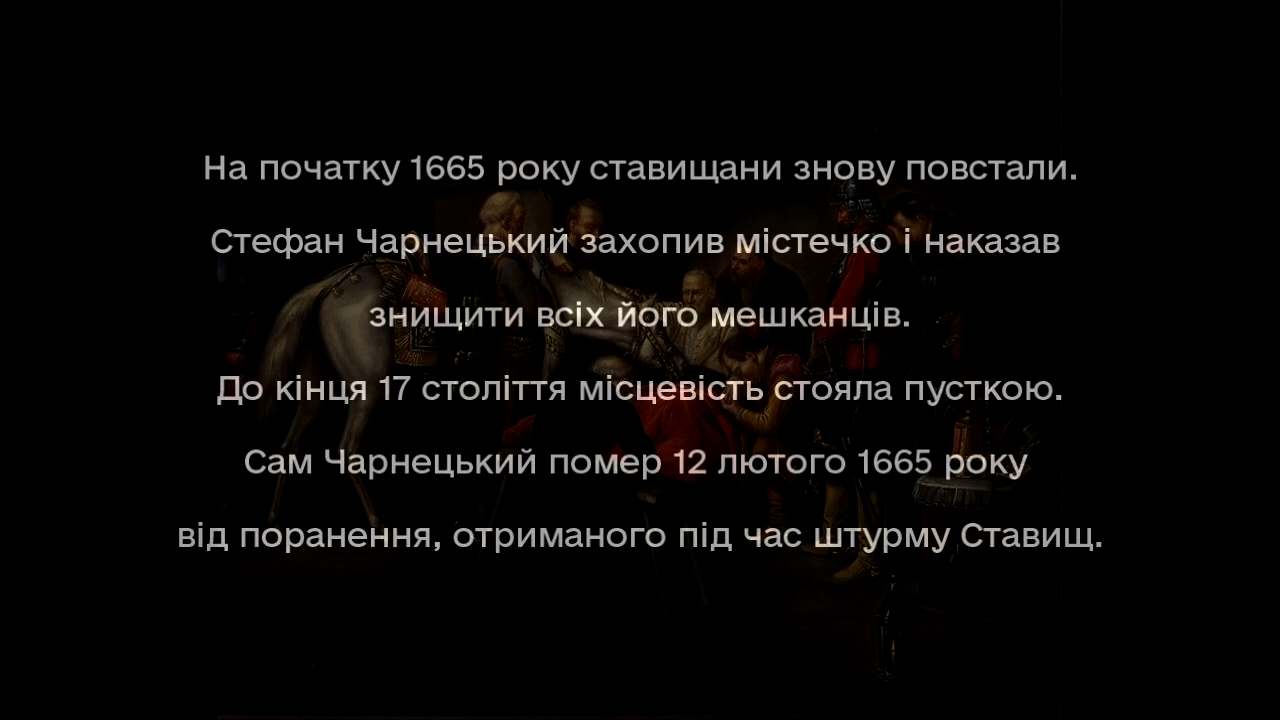 На початку 1665 року ставищани знову повстали.
Стефан Чарнецький захопив містечко і наказав
знищити всіх його мешканців.
До кінця 17 століття місцевість стояла пусткою.
Сам Чарнецький помер 12 лютого 1665 року
від поранення, отриманого під час штурму Ставищ.